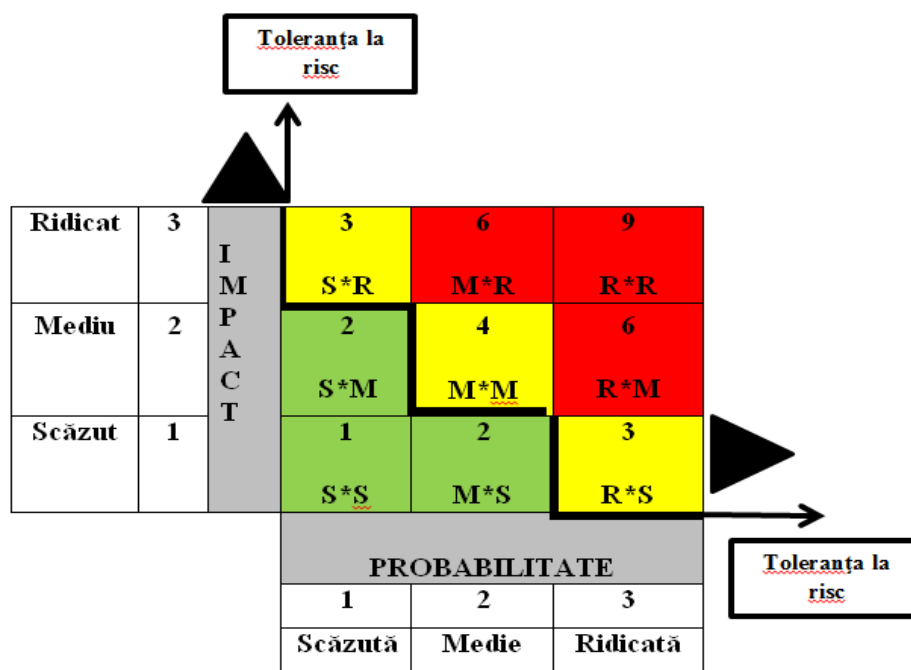 Toleranța la
risc
Ridicat 3 3 6 9
S*R M*R R*R
Mediu 2 2 4 6
S*M M*M R*M
Scăzut 1 1 2 3
S*S M*S R*S
IMPACT
PROBABILITATE
1 2 3
Scăzută Medie Ridicată
Toleranța la
risc